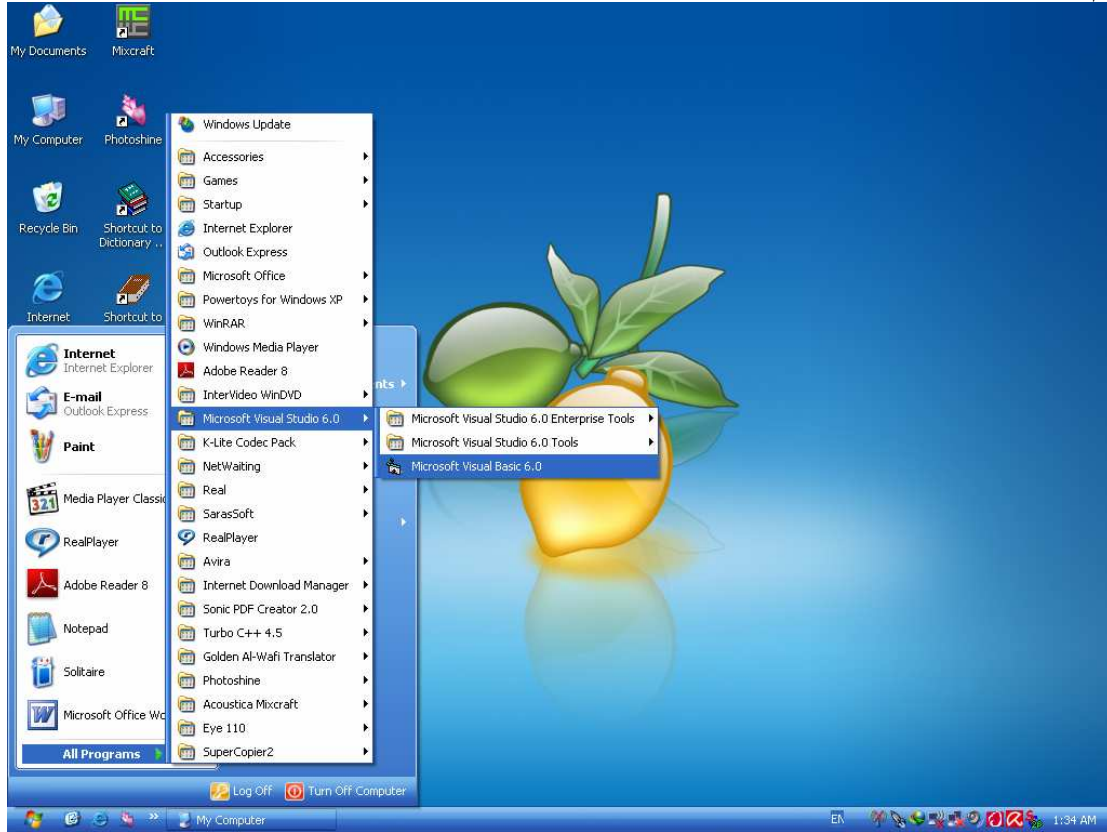 My Documents
Mixcraft
My Computer
Photoshine
Recycle Bin
Shortcut to
Dictionary ..
Internet
Shortcut to
Windows Update
Accessories
Games
Startup
Internet Explorer
Outlook Express
Microsoft Office
Powertoys for Windows XP
WinRAR
Windows Media Player
Adobe Reader 8
InterVideo WinDVD
Microsoft Visual Studio 6.0
K-Lite Codec Pack
NetWaiting
Real
SarasSoft
RealPlayer
Avira
Internet Download Manager
Sonic PDF Creator 2.0
Turbo C++ 4.5
Golden Al-Wafi Translator
Photoshine
Acoustica Mixcraft
Eye 110
SuperCopier2
Microsoft Visual Studio 6.0 Enterprise Tools
Microsoft Visual Studio 6.0 Tools
Microsoft Visual Basic 6.0
nts
Internet
Internet Explorer
E-mail
Outlook Express
Paint
321
Media Player Classic
RealPlayer
Adobe Reader 8
Notepad
Solitaire
W
Microsoft Office Wo
All Programs
Log Off
Turn Off Computer
»
My Computer
EN
1:34 AM